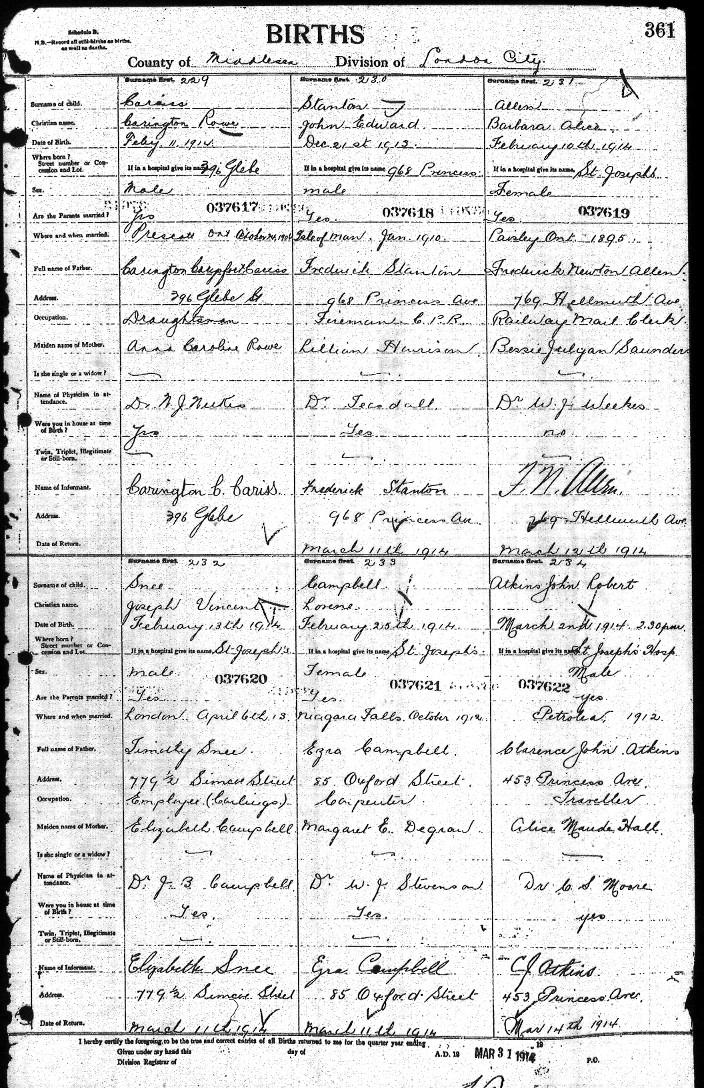 Schedule B.
N.B.—Record all still-births as births, as well as deaths.
BIRTHS
361
County of Middlesex Division of London City
Surname first. 229 Surname first. 230 Surname first. 231
Surname of child. Cariss Stanton Allen
Christian name. Carington Rowe John Edward Barbara Alice
Date of Birth. Feby 11. 1914 Dec 21st 1912 February 10th 1914
Where born? Street number or Concession and Lot. If in a hospital give its name 396 Glebe If in a hospital give its name. 968 Princess If in a hospital give its name, St Joseph's
Sex. Male male Female
037617 037618 037619
Are the Parents married? Yes Yes. Yes
Where and when married. Prescott Ont Isle of Man. Jan. 1910. Paisley Ont 1895.
Full name of Father. Carington Cariss Frederick Stanton Frederick Newton Allen
Address. 396 Glebe St 968 Princess Ave 769 Hellmuth Ave
Occupation. Draughtsman Fireman C.P.R. Railway Mail Clerk
Maiden name of Mother. Anna Caroline Rowe Lillian Harrison Bessie Julyan Saunders
Is she single or a widow?
Name of Physician in attendance. Dr. Dr Teasdall Dr W. J. Weekes
Were you in house at time of Birth? Yes Yes no
Twin, Triplet, Illegitimate or Still-born.
Name of Informant. Carington C. Cariss. Frederick Stanton F. N. Allen.
Address. 396 Glebe 968 Princess Ave. 769 Hellmuth Ave.
Date of Return. March 11th 1914 March 12th 1914
Surname first. 232 Surname first. 233 Surname first. 234
Surname of child. Snee Campbell Atkins John Robert
Christian name. Joseph Vincent Lorene
Date of Birth. February 13th 1914 February 25th 1914 March 2nd 1914 2.30 p.m.
Where born? Street number or Concession and Lot. If in a hospital give its name, St. Joseph's If in a hospital give its name, St. Joseph's If in a hospital give its name, St Josephs Hosp
Sex. male Female Male
037620 037621 037622
Are the Parents married? Yes Yes. yes
Where and when married. London. April 6th 13. Niagara Falls. October 1912 Petrolea. 1912.
Full name of Father. Timothy Snee. Ezra Campbell. Clarence John Atkins
Address. 779 1/2 Simcoe Street 85 Oxford Street. 453 Princess Ave.
Occupation. Employee. (Carlings) Carpenter Traveller
Maiden name of Mother. Elizabeth Campbell Margaret E. Degraw. Alice Maude Hall
Is she single or a widow?
Name of Physician in attendance. Dr J. B. Campbell. Dr W. J. Stevenson Dr C S Moore
Were you in house at time of Birth? Yes. Yes. yes
Twin, Triplet, Illegitimate or Still-born.
Name of Informant. Elizabeth Snee Ezra Campbell C J. Atkins.
Address. 779 1/2 Simcoe Street 85 Oxford Street 453 Princess Ave.
Date of Return. March 11th 1914 March 11th 1914 Mar 14th 1914.
I hereby certify the foregoing, to be the true and correct entries of all Births returned to me for the quarter year ending 19
Given under my hand this day of A.D. 19 MAR 31 1914
Division Registrar of P.O.